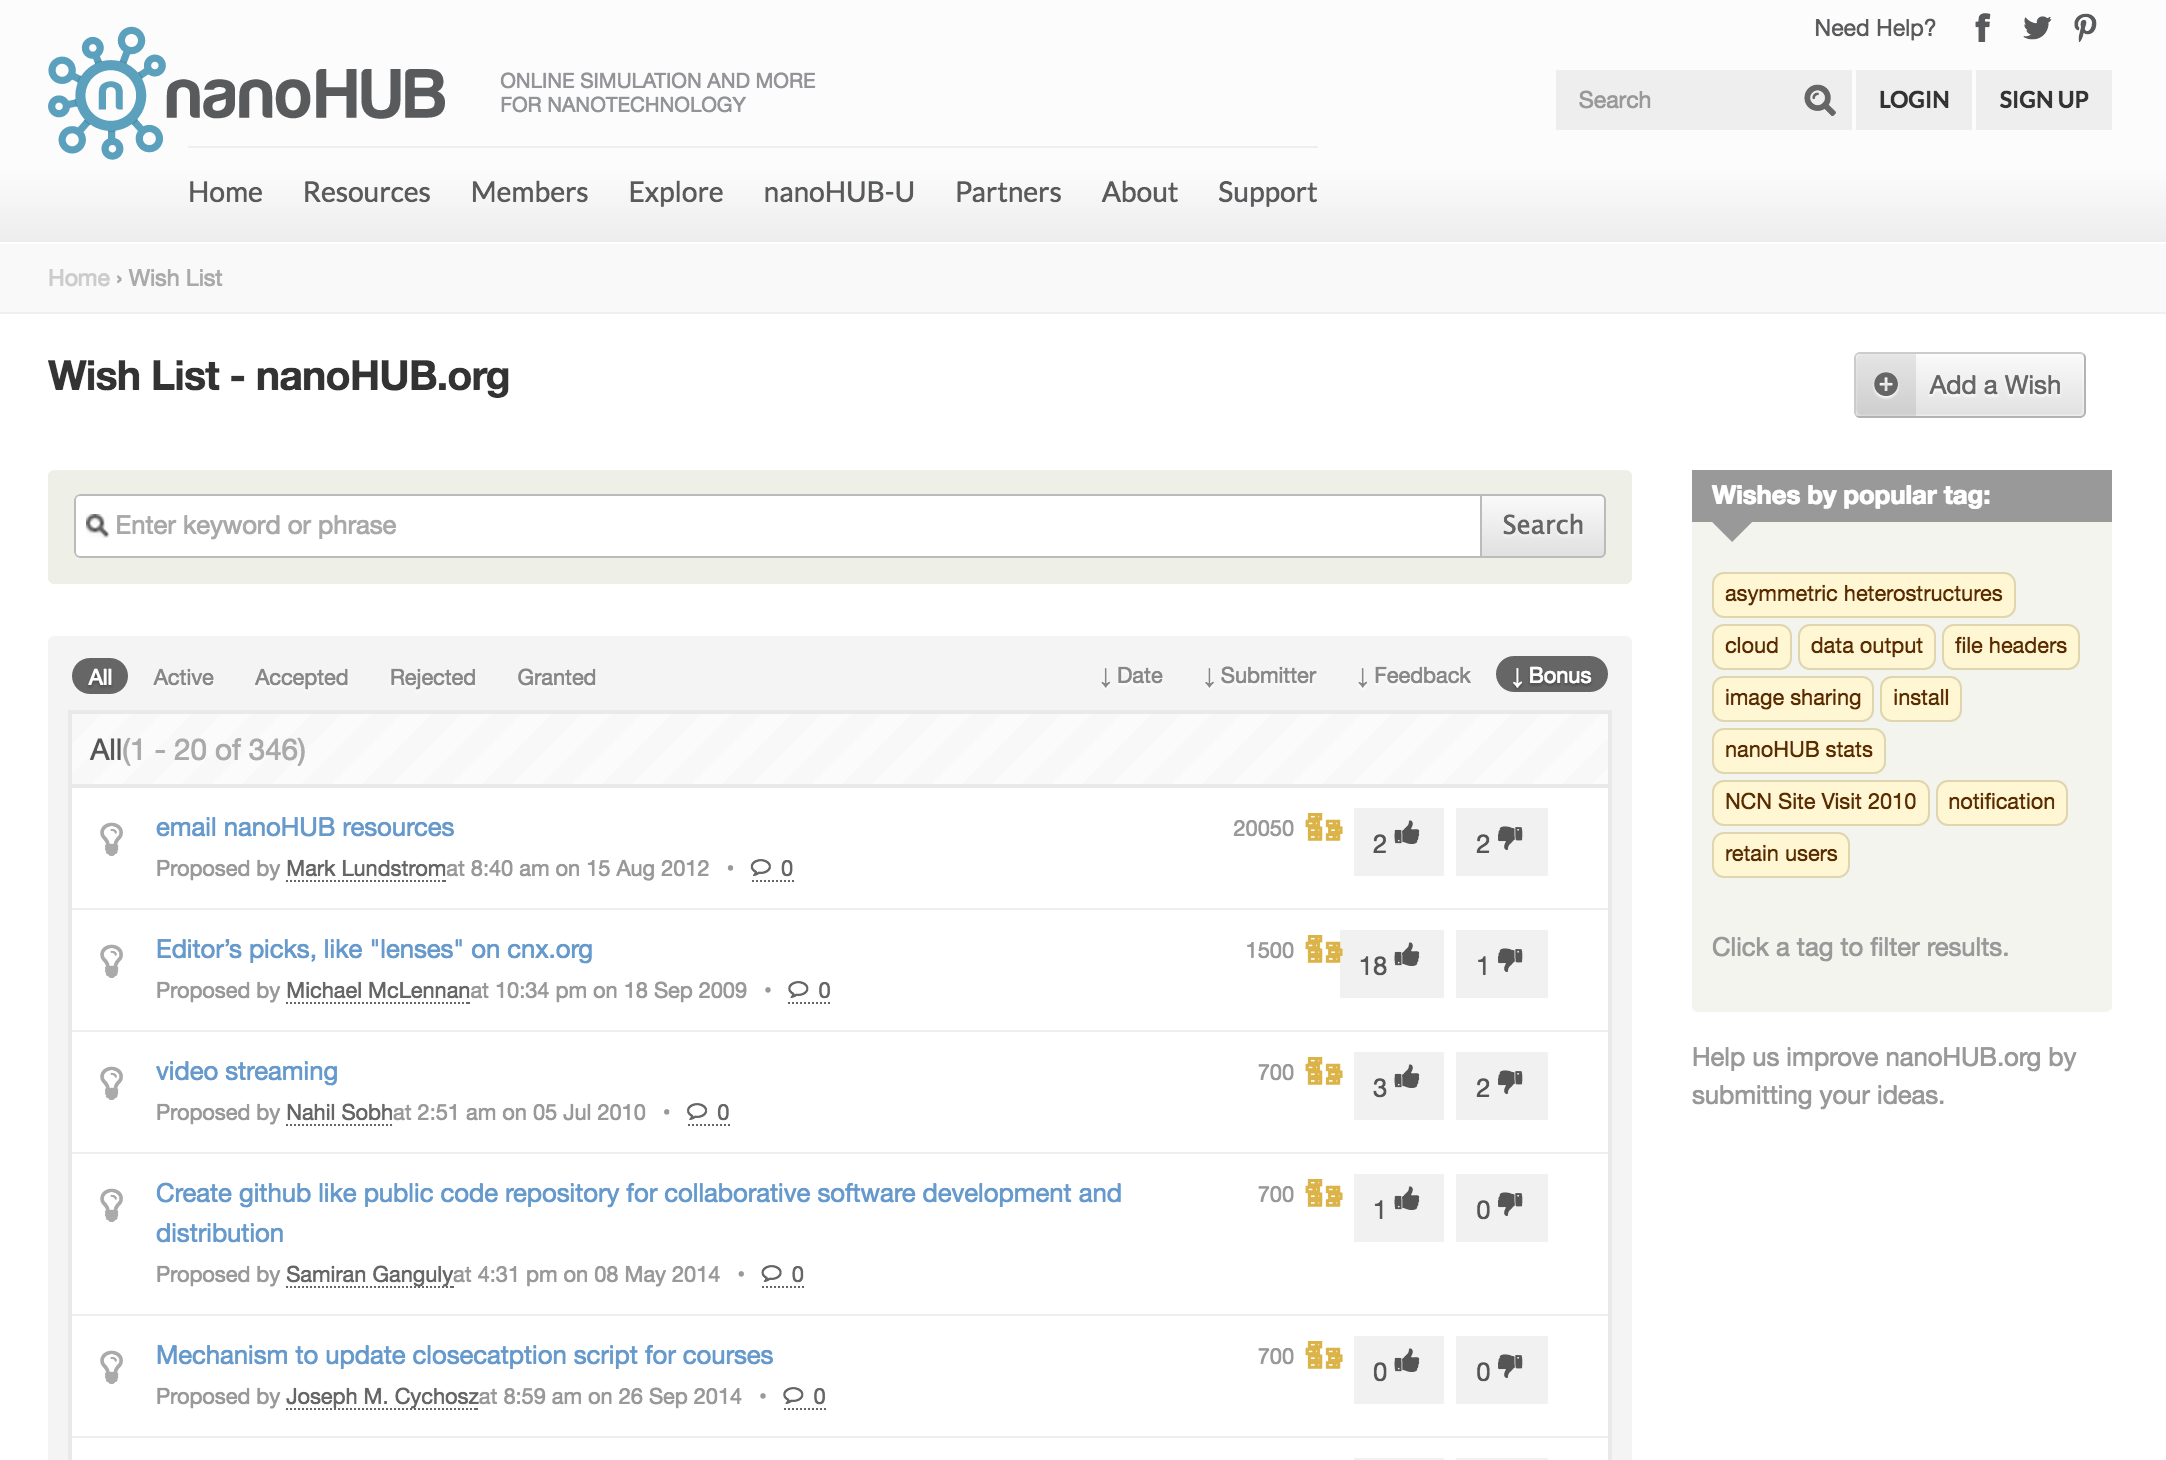 Need Help?
n nanoHUB
ONLINE SIMULATION AND MORE
FOR NANOTECHNOLOGY
Search
LOGIN
SIGN UP
Home Resources Members Explore nanoHUB-U Partners About Support
Home › Wish List
Wish List - nanoHUB.org
Add a Wish
Enter keyword or phrase
Search
All Active Accepted Rejected Granted
↓ Date ↓ Submitter ↓ Feedback ↓ Bonus
All(1 - 20 of 346)
email nanoHUB resources
Proposed by Mark Lundstromat 8:40 am on 15 Aug 2012 • 0
20050 2 2
Editor’s picks, like "lenses" on cnx.org
Proposed by Michael McLennanat 10:34 pm on 18 Sep 2009 • 0
1500 18 1
video streaming
Proposed by Nahil Sobhat 2:51 am on 05 Jul 2010 • 0
700 3 2
Create github like public code repository for collaborative software development and
distribution
Proposed by Samiran Gangulyat 4:31 pm on 08 May 2014 • 0
700 1 0
Mechanism to update closecatption script for courses
Proposed by Joseph M. Cychoszat 8:59 am on 26 Sep 2014 • 0
700 0 0
Wishes by popular tag:
asymmetric heterostructures
cloud data output file headers
image sharing install
nanoHUB stats
NCN Site Visit 2010 notification
retain users
Click a tag to filter results.
Help us improve nanoHUB.org by
submitting your ideas.